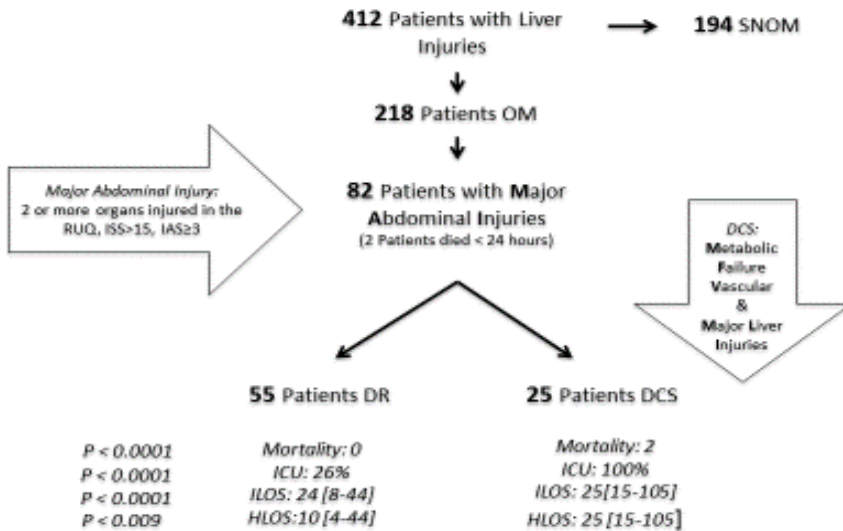 412 Patients with Liver
Injuries
194 SNOM
218 Patients OM
Major Abdominal Injury:
2 or more organs injured in the
RUQ, ISS>15, IAS≥3
82 Patients with Major
Abdominal Injuries
(2 Patients died < 24 hours)
DCS:
Metabolic
Failure
Vascular
&
Major Liver
Injuries
55 Patients DR
25 Patients DCS
P < 0.0001
P < 0.0001
P < 0.0001
P < 0.009
Mortality: 0
ICU: 26%
ILOS: 24 [8-44]
HLOS:10 [4-44]
Mortality: 2
ICU: 100%
ILOS: 25[15-105]
HLOS: 25 [15-105]